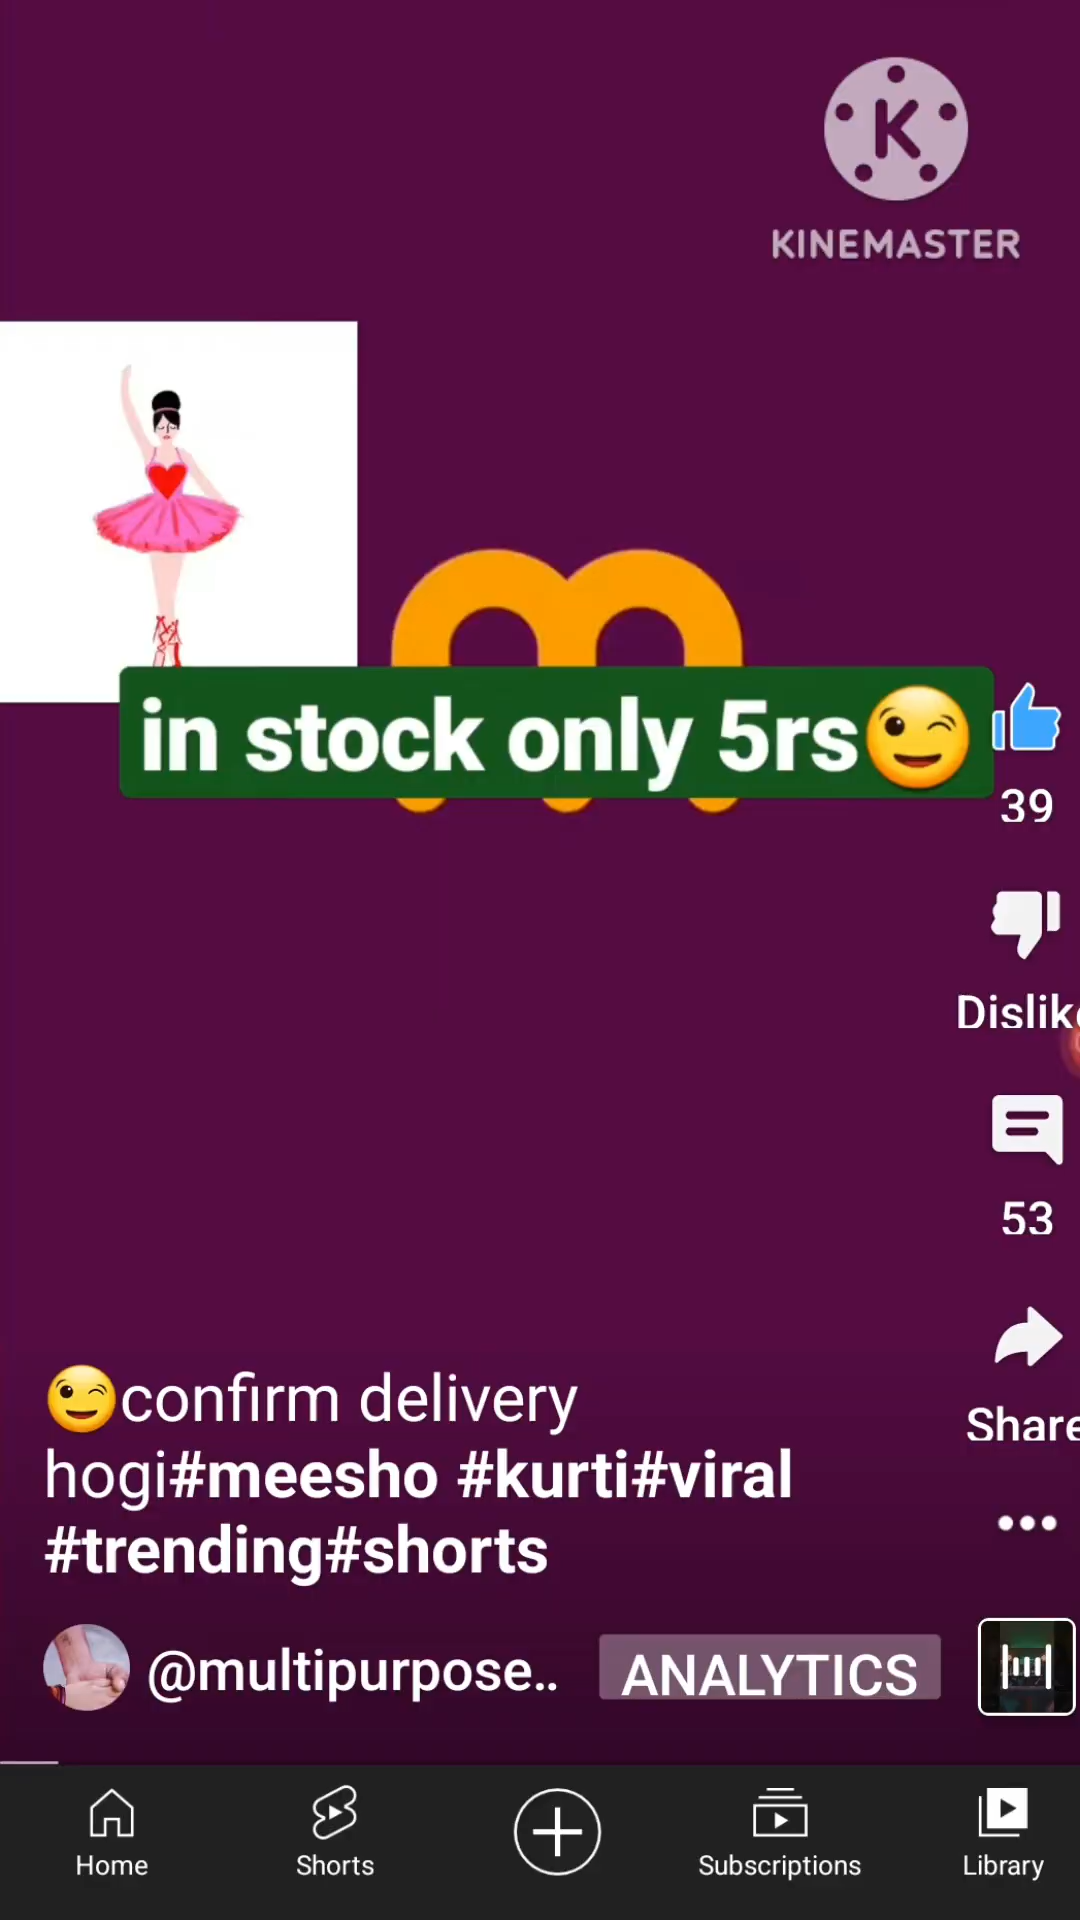 K
KINEMASTER
m
in stock only 5rs😉
39
Dislike
53
Share
😉confirm delivery
hogi#meesho #kurti#viral
#trending#shorts
@multipurpose..
ANALYTICS
Home
Shorts
Subscriptions
Library